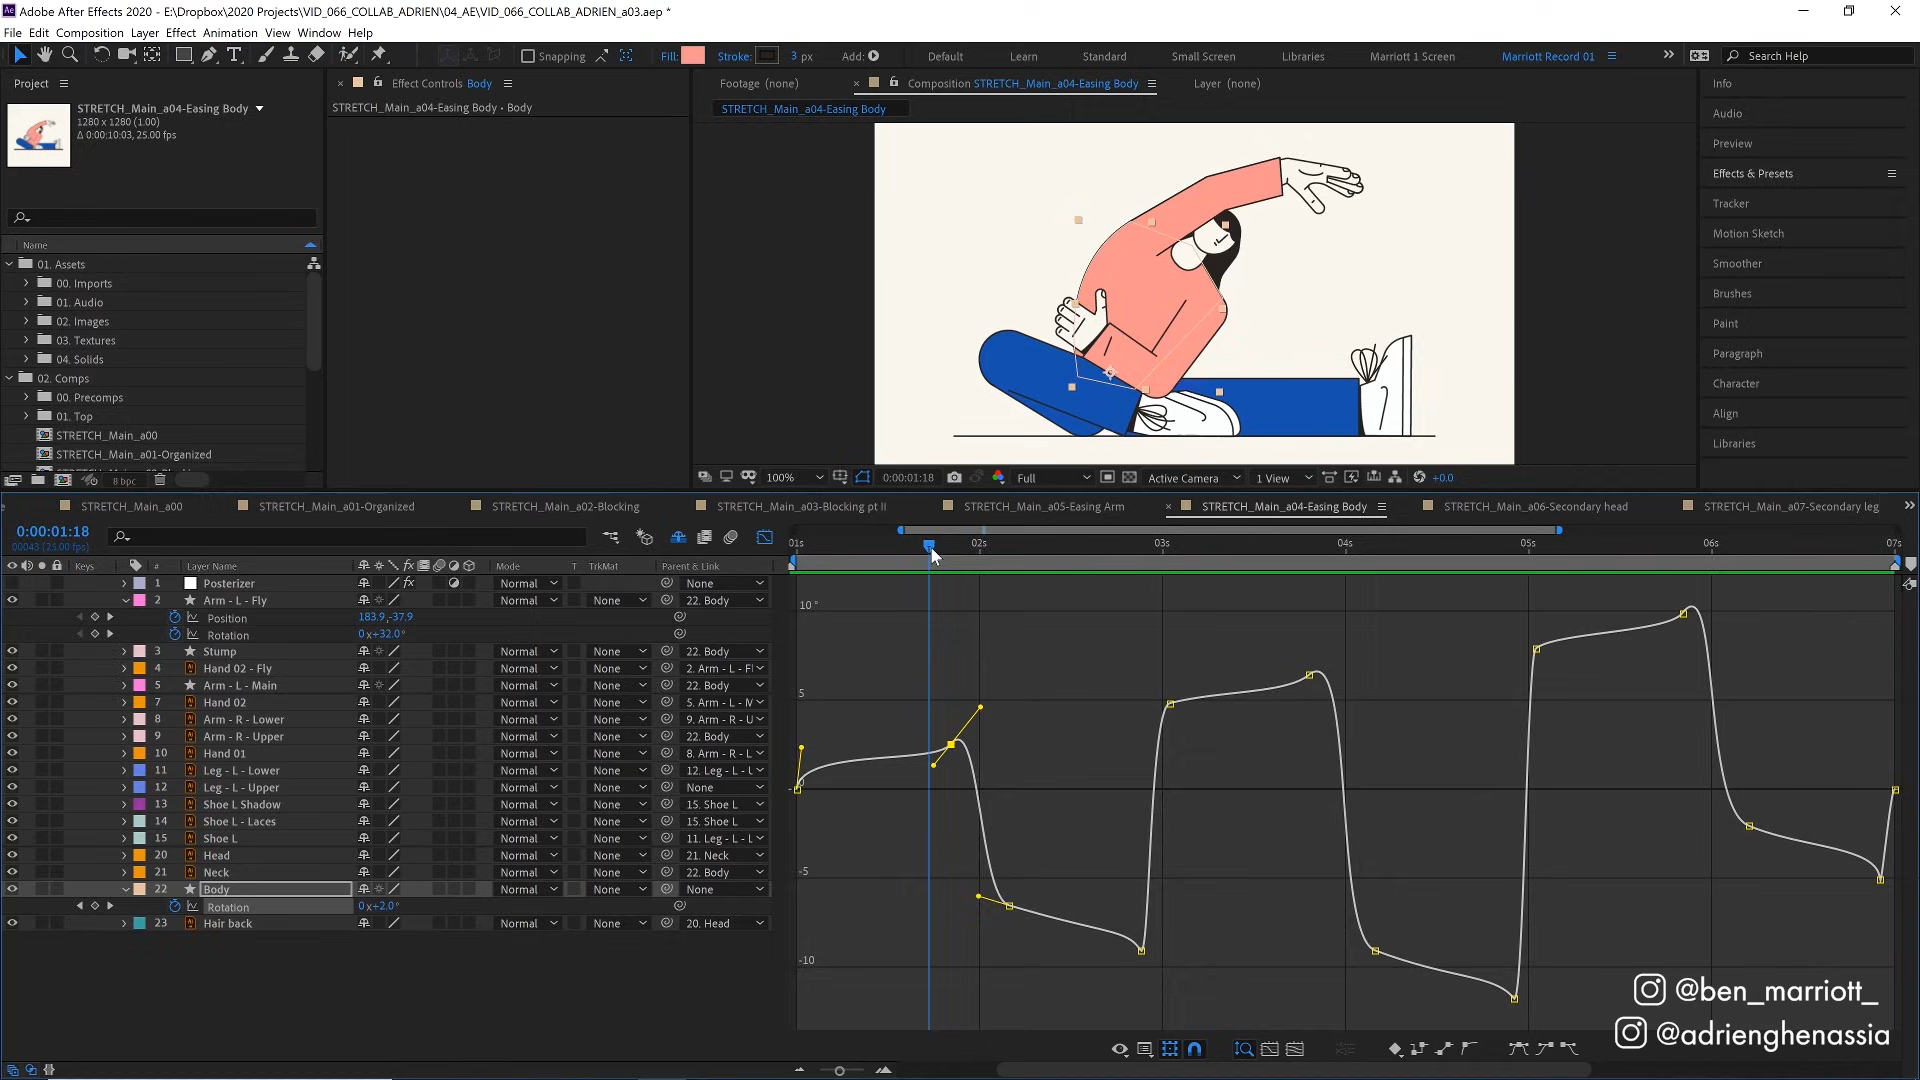 Adobe After Effects 2020 - E:\Dropbox\2020 Projects\VID_066_COLLAB_ADRIEN\04_AE\VID_066_COLLAB_ADRIEN_a03.aep *
File Edit Composition Layer Effect Animation View Window Help
Snapping Fill: Stroke: 3 px Add: Default Learn Standard Small Screen Libraries Marriott 1 Screen Marriott Record 01 Search Help
Project
STRETCH_Main_a04-Easing Body
1280 x 1280 (1.00)
Δ 0:00:10:03, 25.00 fps
Name
01. Assets
00. Imports
01. Audio
02. Images
03. Textures
04. Solids
02. Comps
00. Precomps
01. Top
STRETCH_Main_a00
STRETCH_Main_a01-Organized
8 bpc
Effect Controls Body
STRETCH_Main_a04-Easing Body • Body
Footage (none) Composition STRETCH_Main_a04-Easing Body Layer (none)
STRETCH_Main_a04-Easing Body
100% 0:00:01:18 Full Active Camera 1 View +0.0
Info
Audio
Preview
Effects & Presets
Tracker
Motion Sketch
Smoother
Brushes
Paint
Paragraph
Character
Align
Libraries
STRETCH_Main_a00 STRETCH_Main_a01-Organized STRETCH_Main_a02-Blocking STRETCH_Main_a03-Blocking pt II STRETCH_Main_a05-Easing Arm STRETCH_Main_a04-Easing Body STRETCH_Main_a06-Secondary head STRETCH_Main_a07-Secondary leg
0:00:01:18
00043 (25.00 fps)
Keys # Layer Name Mode T TrkMat Parent & Link
1 Posterizer Normal None
2 Arm - L - Fly Normal None 22. Body
Position 183.9,-37.9
Rotation 0x+32.0°
3 Stump Normal None 22. Body
4 Hand 02 - Fly Normal None 2. Arm - L - Fl
5 Arm - L - Main Normal None 22. Body
7 Hand 02 Normal None 5. Arm - L - M
8 Arm - R - Lower Normal None 9. Arm - R - U
9 Arm - R - Upper Normal None 22. Body
10 Hand 01 Normal None 8. Arm - R - L
11 Leg - L - Lower Normal None 12. Leg - L - U
12 Leg - L - Upper Normal None None
13 Shoe L Shadow Normal None 15. Shoe L
14 Shoe L - Laces Normal None 15. Shoe L
15 Shoe L Normal None 11. Leg - L - L
20 Head Normal None 21. Neck
21 Neck Normal None 22. Body
22 Body Normal None None
Rotation 0x+2.0°
23 Hair back Normal None 20. Head
01s 02s 03s 04s 05s 06s 07s
10°
5
0
-5
-10
@ben_marriott_
@adrienghenassia